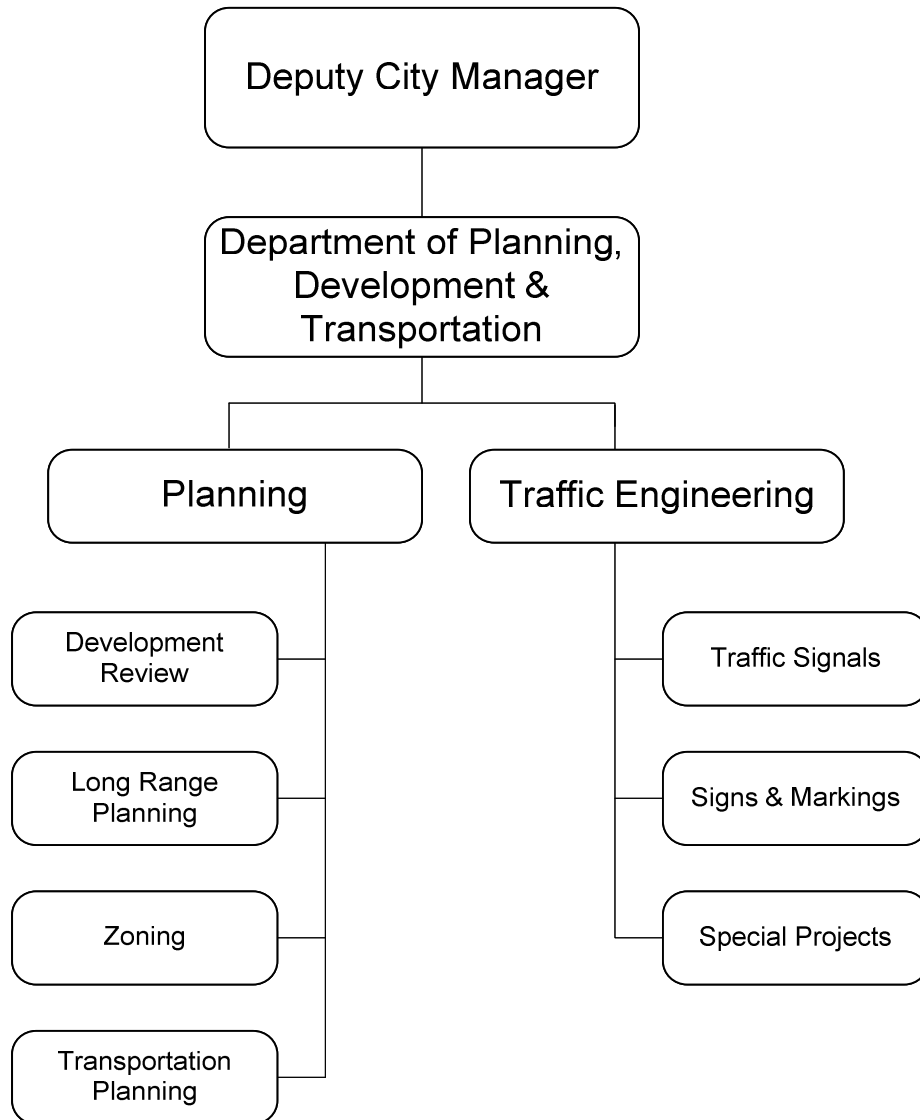 Deputy City Manager
Department of Planning,
Development &
Transportation
Planning
Traffic Engineering
Development
Review
Long Range
Planning
Zoning
Transportation
Planning
Traffic Signals
Signs & Markings
Special Projects